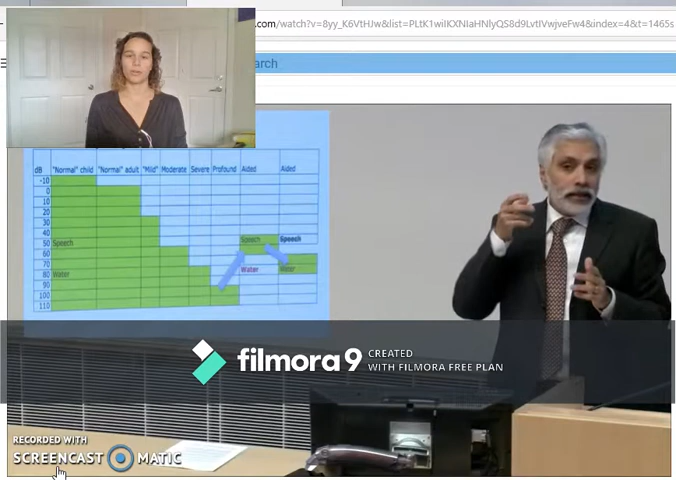 .com/watch?v=8yy_K6VtHJw&list=PLtK1wiIKXNIaHNlyQS8d9LvtIVwjveFw4&index=4&t=1465s
arch
dB "Normal" child "Normal" adult "Mild" Moderate Severe Profound Aided Aided
-10
0
10
20
30
40
50 Speech Speech Speech
60
70
80 Water Water Water
90
100
110
filmora9 CREATED
WITH FILMORA FREE PLAN
RECORDED WITH
SCREENCAST MATIC